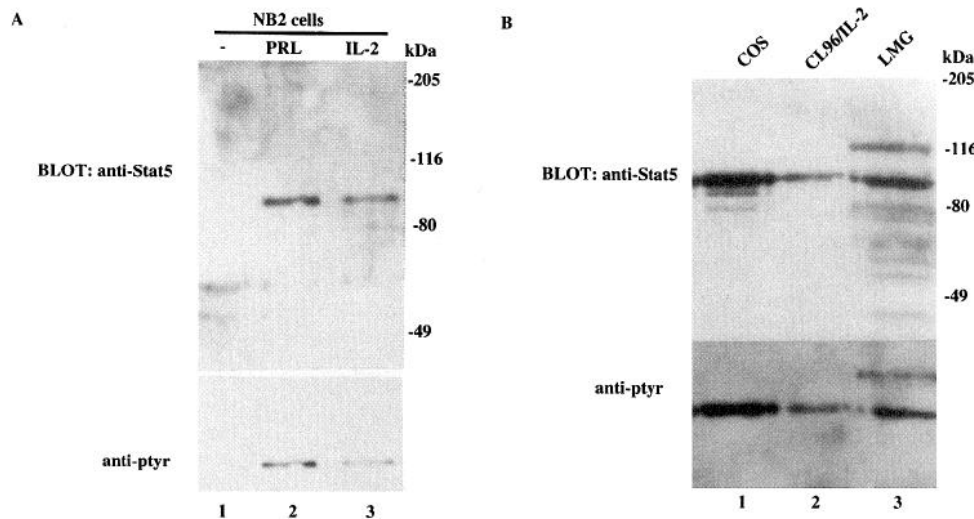 A
NB2 cells
- PRL IL-2 kDa
-205
-116
BLOT: anti-Stat5
-80
-49
anti-ptyr
1 2 3
B
COS CL96/IL-2 LMG kDa
-205
-116
BLOT: anti-Stat5
-80
-49
anti-ptyr
1 2 3